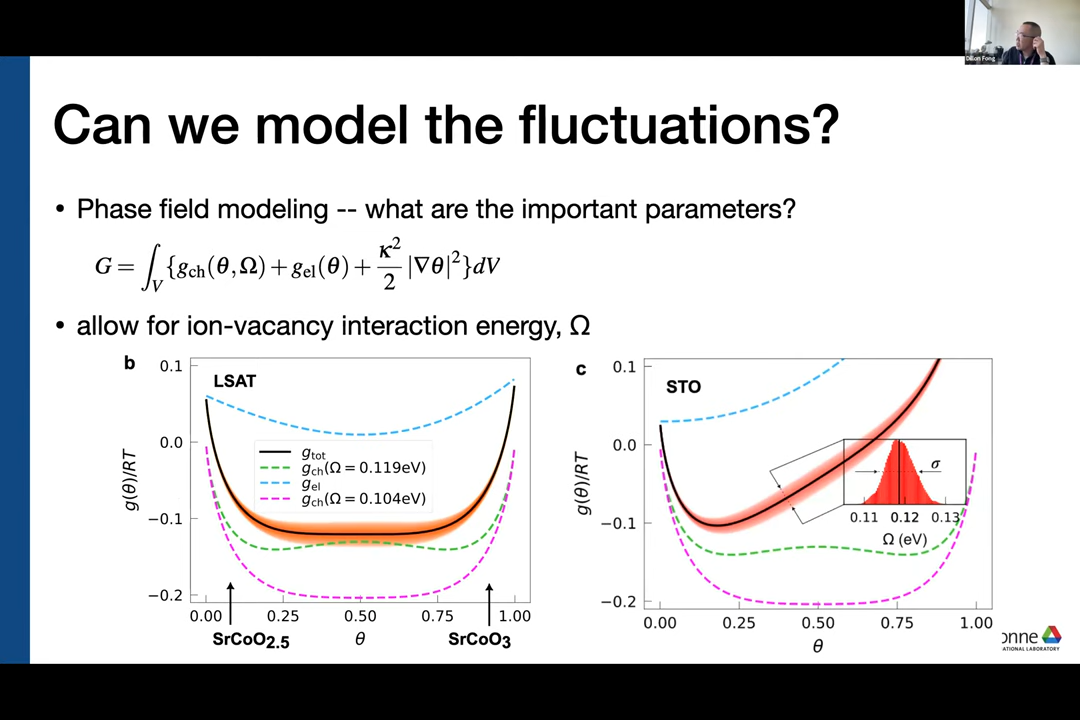 Dillon Fong
Can we model the fluctuations?
• Phase field modeling -- what are the important parameters?
G = ∫_V {g_ch(θ,Ω) + g_el(θ) + κ²/2 |∇θ|²}dV
• allow for ion-vacancy interaction energy, Ω
b
LSAT
g(θ)/RT
0.1
0.0
−0.1
−0.2
g_tot
g_ch(Ω = 0.119eV)
g_el
g_ch(Ω = 0.104eV)
0.00 0.25 0.50 0.75 1.00
SrCoO2.5 θ SrCoO3
c
STO
g(θ)/RT
0.1
0.0
−0.1
−0.2
σ
0.11 0.12 0.13
Ω (eV)
0.00 0.25 0.50 0.75 1.00
θ
onne
ATIONAL LABORATORY